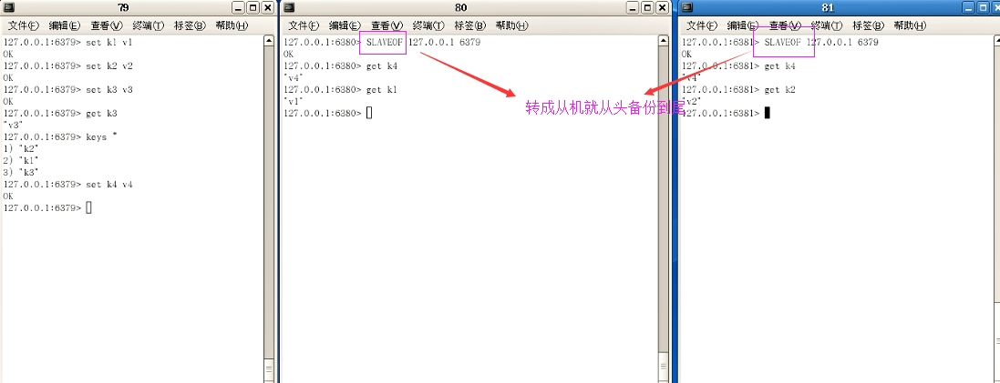 79
文件(F) 编辑(E) 查看(V) 终端(T) 标签(B) 帮助(H)
127.0.0.1:6379> set k1 v1
OK
127.0.0.1:6379> set k2 v2
OK
127.0.0.1:6379> set k3 v3
OK
127.0.0.1:6379> get k3
"v3"
127.0.0.1:6379> keys *
1) "k2"
2) "k1"
3) "k3"
127.0.0.1:6379> set k4 v4
OK
127.0.0.1:6379>
80
文件(F) 编辑(E) 查看(V) 终端(T) 标签(B) 帮助(H)
127.0.0.1:6380> SLAVEOF 127.0.0.1 6379
OK
127.0.0.1:6380> get k4
"v4"
127.0.0.1:6380> get k1
"v1"
127.0.0.1:6380>
转成从机就从头备份到尾
81
文件(F) 编辑(E) 查看(V) 终端(T) 标签(B) 帮助(H)
127.0.0.1:6381> SLAVEOF 127.0.0.1 6379
OK
127.0.0.1:6381> get k4
"v4"
127.0.0.1:6381> get k2
"v2"
127.0.0.1:6381>